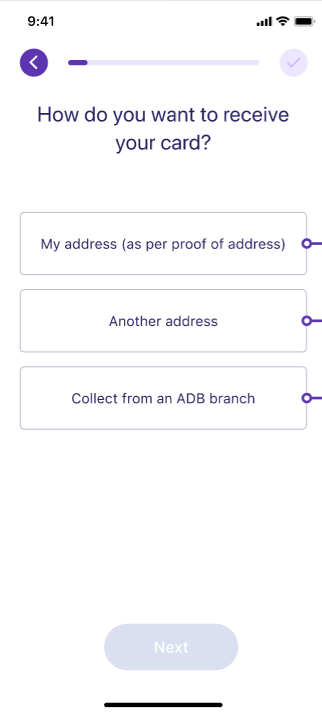 9:41
How do you want to receive
your card?
My address (as per proof of address)
Another address
Collect from an ADB branch
Next